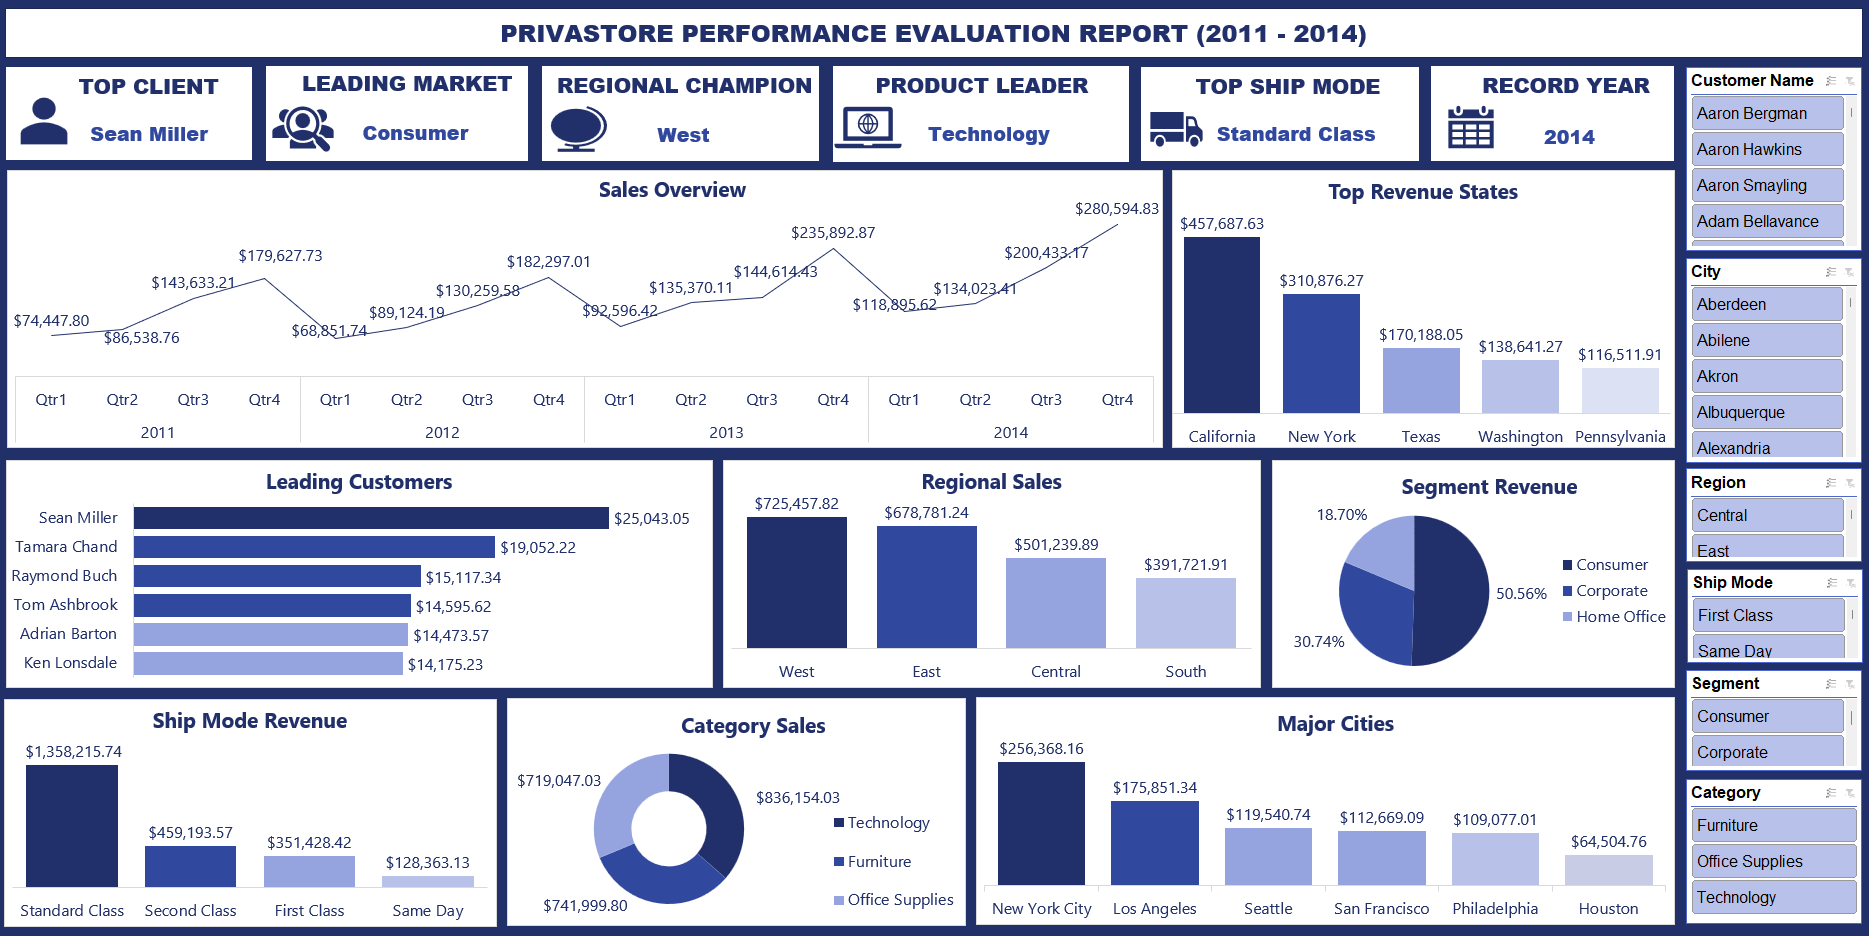 PRIVASTORE PERFORMANCE EVALUATION REPORT (2011 - 2014)
TOP CLIENT
Sean Miller
LEADING MARKET
Consumer
REGIONAL CHAMPION
West
PRODUCT LEADER
Technology
TOP SHIP MODE
Standard Class
RECORD YEAR
2014
Sales Overview
$74,447.80
$86,538.76
$143,633.21
$179,627.73
$68,851.74
$89,124.19
$130,259.58
$182,297.01
$92,596.42
$135,370.11
$144,614.43
$235,892.87
$118,895.62
$134,023.41
$200,433.17
$280,594.83
Qtr1 Qtr2 Qtr3 Qtr4 Qtr1 Qtr2 Qtr3 Qtr4 Qtr1 Qtr2 Qtr3 Qtr4 Qtr1 Qtr2 Qtr3 Qtr4
2011 2012 2013 2014
Top Revenue States
$457,687.63
$310,876.27
$170,188.05
$138,641.27
$116,511.91
California New York Texas Washington Pennsylvania
Leading Customers
Sean Miller $25,043.05
Tamara Chand $19,052.22
Raymond Buch $15,117.34
Tom Ashbrook $14,595.62
Adrian Barton $14,473.57
Ken Lonsdale $14,175.23
Regional Sales
$725,457.82
$678,781.24
$501,239.89
$391,721.91
West East Central South
Segment Revenue
18.70%
50.56%
30.74%
Consumer
Corporate
Home Office
Ship Mode Revenue
$1,358,215.74
$459,193.57
$351,428.42
$128,363.13
Standard Class Second Class First Class Same Day
Category Sales
$719,047.03
$836,154.03
$741,999.80
Technology
Furniture
Office Supplies
Major Cities
$256,368.16
$175,851.34
$119,540.74
$112,669.09
$109,077.01
$64,504.76
New York City Los Angeles Seattle San Francisco Philadelphia Houston
Customer Name
Aaron Bergman
Aaron Hawkins
Aaron Smayling
Adam Bellavance
City
Aberdeen
Abilene
Akron
Albuquerque
Alexandria
Region
Central
East
Ship Mode
First Class
Same Day
Segment
Consumer
Corporate
Category
Furniture
Office Supplies
Technology